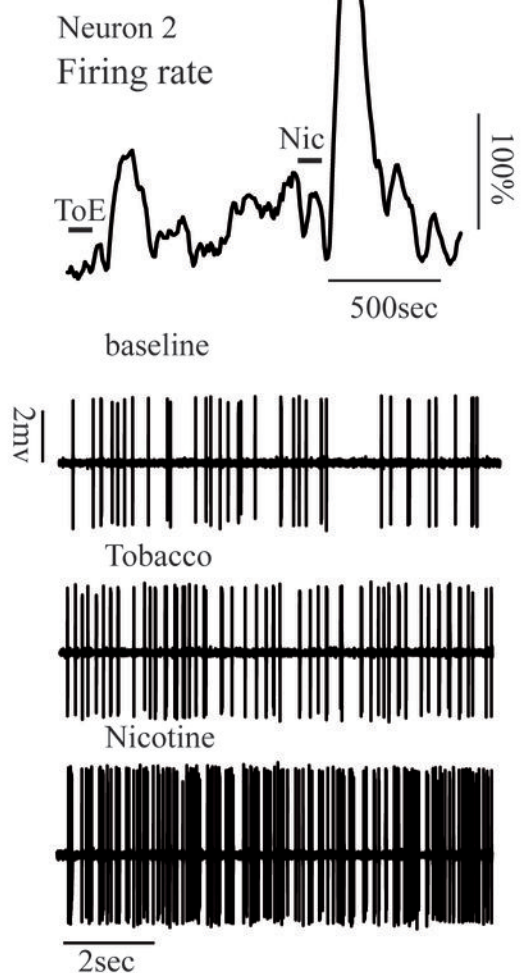 Neuron 2
Firing rate
Nic
100%
ToE
500sec
baseline
2mv
Tobacco
Nicotine
2sec